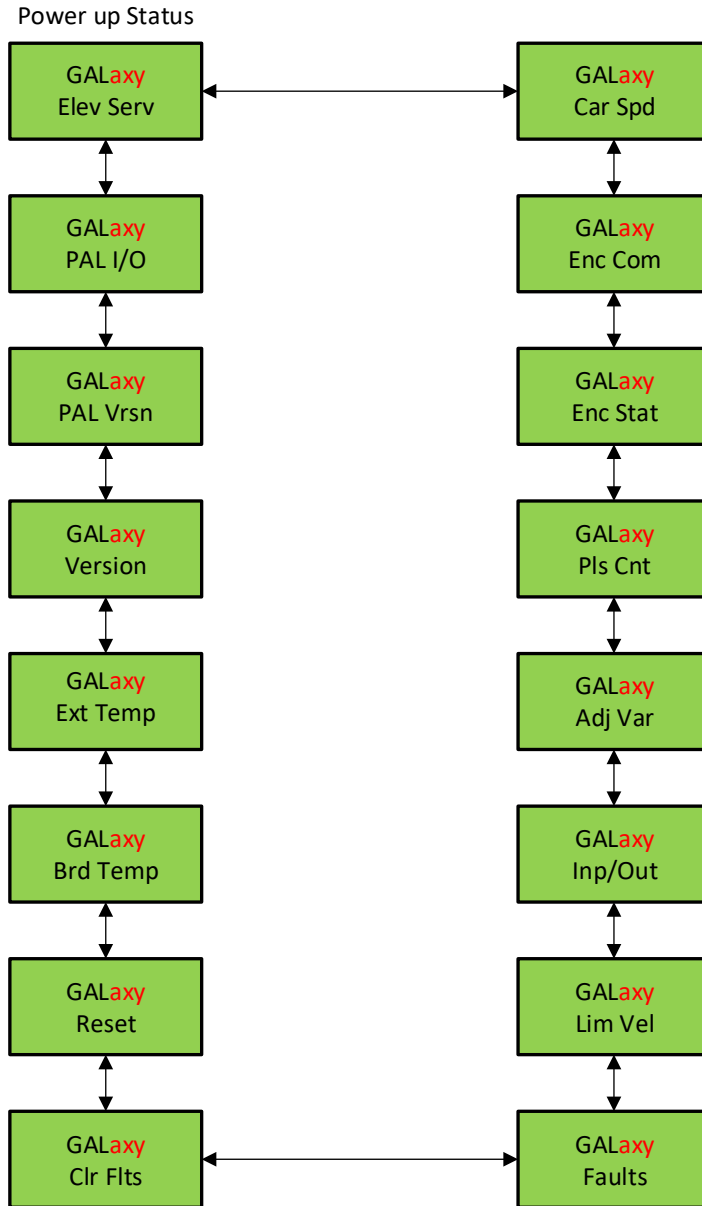 Power up Status
GALaxy
Elev Serv
GALaxy
Car Spd
GALaxy
PAL I/O
GALaxy
Enc Com
GALaxy
PAL Vrsn
GALaxy
Enc Stat
GALaxy
Version
GALaxy
Pls Cnt
GALaxy
Ext Temp
GALaxy
Adj Var
GALaxy
Brd Temp
GALaxy
Inp/Out
GALaxy
Reset
GALaxy
Lim Vel
GALaxy
Clr Flts
GALaxy
Faults